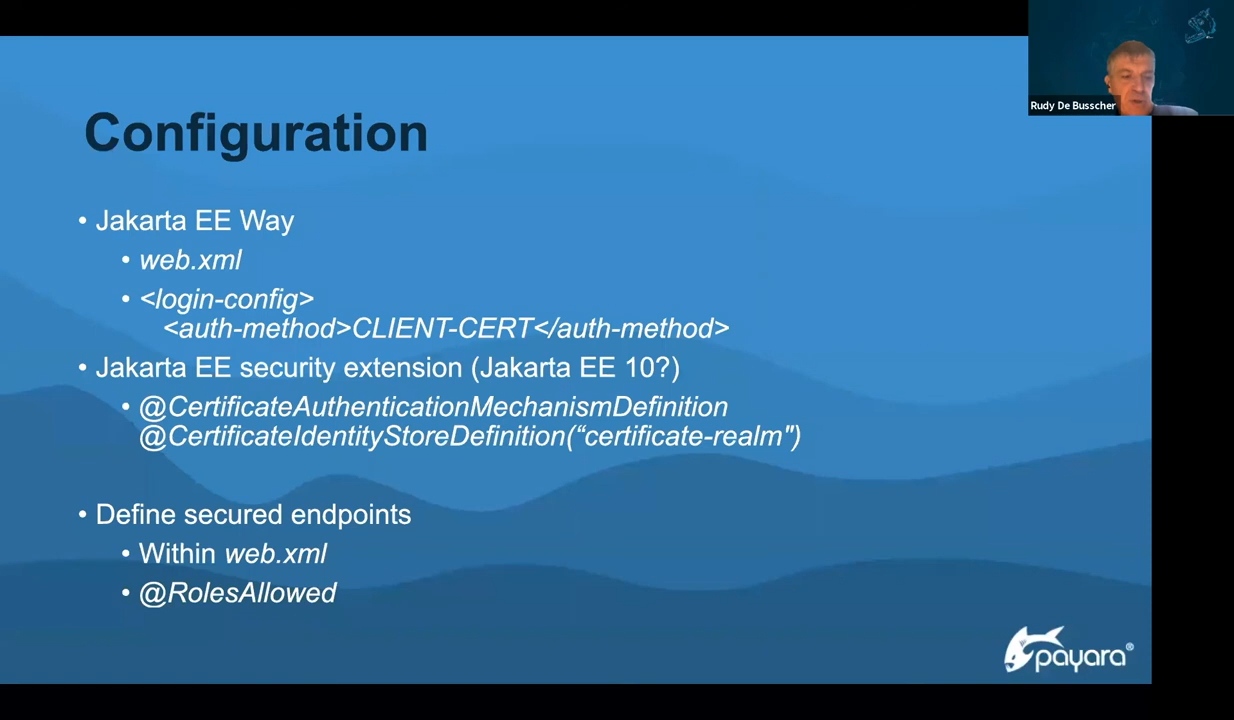 Rudy De Busscher
Configuration
• Jakarta EE Way
• web.xml
• <login-config>
<auth-method>CLIENT-CERT</auth-method>
• Jakarta EE security extension (Jakarta EE 10?)
• @CertificateAuthenticationMechanismDefinition
@CertificateIdentityStoreDefinition(“certificate-realm")
• Define secured endpoints
• Within web.xml
• @RolesAllowed
payara®